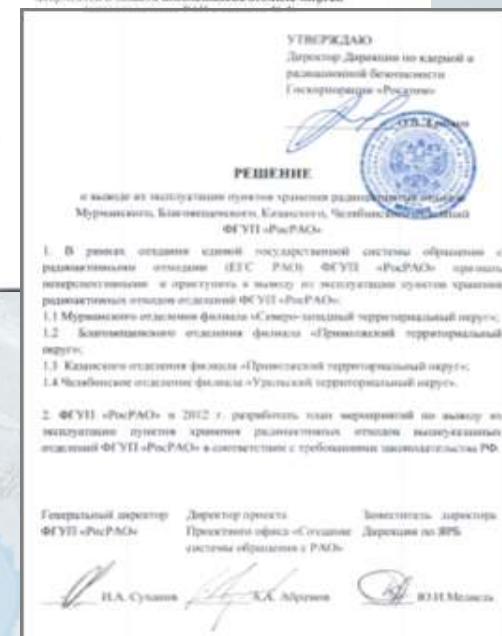 УТВЕРЖДАЮ
Директор Дирекции по ядерной и
радиационной безопасности
Госкорпорации «Росатом»
РЕШЕНИЕ
о выводе из эксплуатации пунктов хранения радиоактивных отходов
Мурманского, Благовещенского, Казанского, Челябинского отделений
ФГУП «РосРАО»
1. В рамках создания единой государственной системы обращения с
радиоактивными отходами (ЕГС РАО) ФГУП «РосРАО» признать
неперспективными и приступить к выводу из эксплуатации пунктов хранения
радиоактивных отходов отделений ФГУП «РосРАО»:
1.1 Мурманского отделения филиала «Северо-западный территориальный округ»;
1.2 Благовещенского отделения филиала «Приволжский территориальный
округ»;
1.3 Казанского отделения филиала «Приволжский территориальный округ»;
1.4 Челябинское отделение филиала «Уральский территориальный округ».
2. ФГУП «РосРАО» в 2012 г. разработать план мероприятий по выводу из
эксплуатации пунктов хранения радиоактивных отходов вышеуказанных
отделений ФГУП «РосРАО» в соответствии с требованиями законодательства РФ.
Генеральный директор
ФГУП «РосРАО»
Директор проекта
Проектного офиса «Создание
системы обращения с РАО»
Заместитель директора
Дирекции по ЯРБ
И.А. Суханов
А.А. Абрамов
Ю.И. Медведь